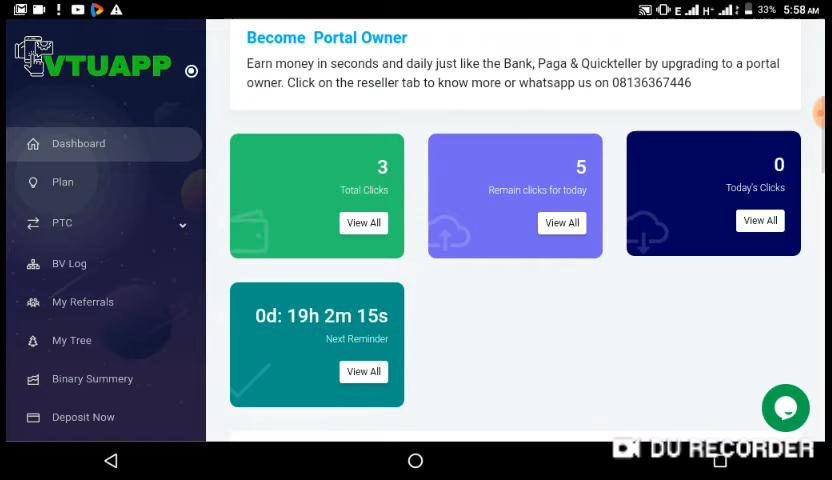 E H+ 33% 5:58 AM
VTUAPP
Dashboard
Plan
PTC
BV Log
My Referrals
My Tree
Binary Summery
Deposit Now
Become Portal Owner
Earn money in seconds and daily just like the Bank, Paga & Quickteller by upgrading to a portal
owner. Click on the reseller tab to know more or whatsapp us on 08136367446
3
Total Clicks
View All
5
Remain clicks for today
View All
0
Today's Clicks
View All
0d: 19h 2m 15s
Next Reminder
View All
DU RECORDER